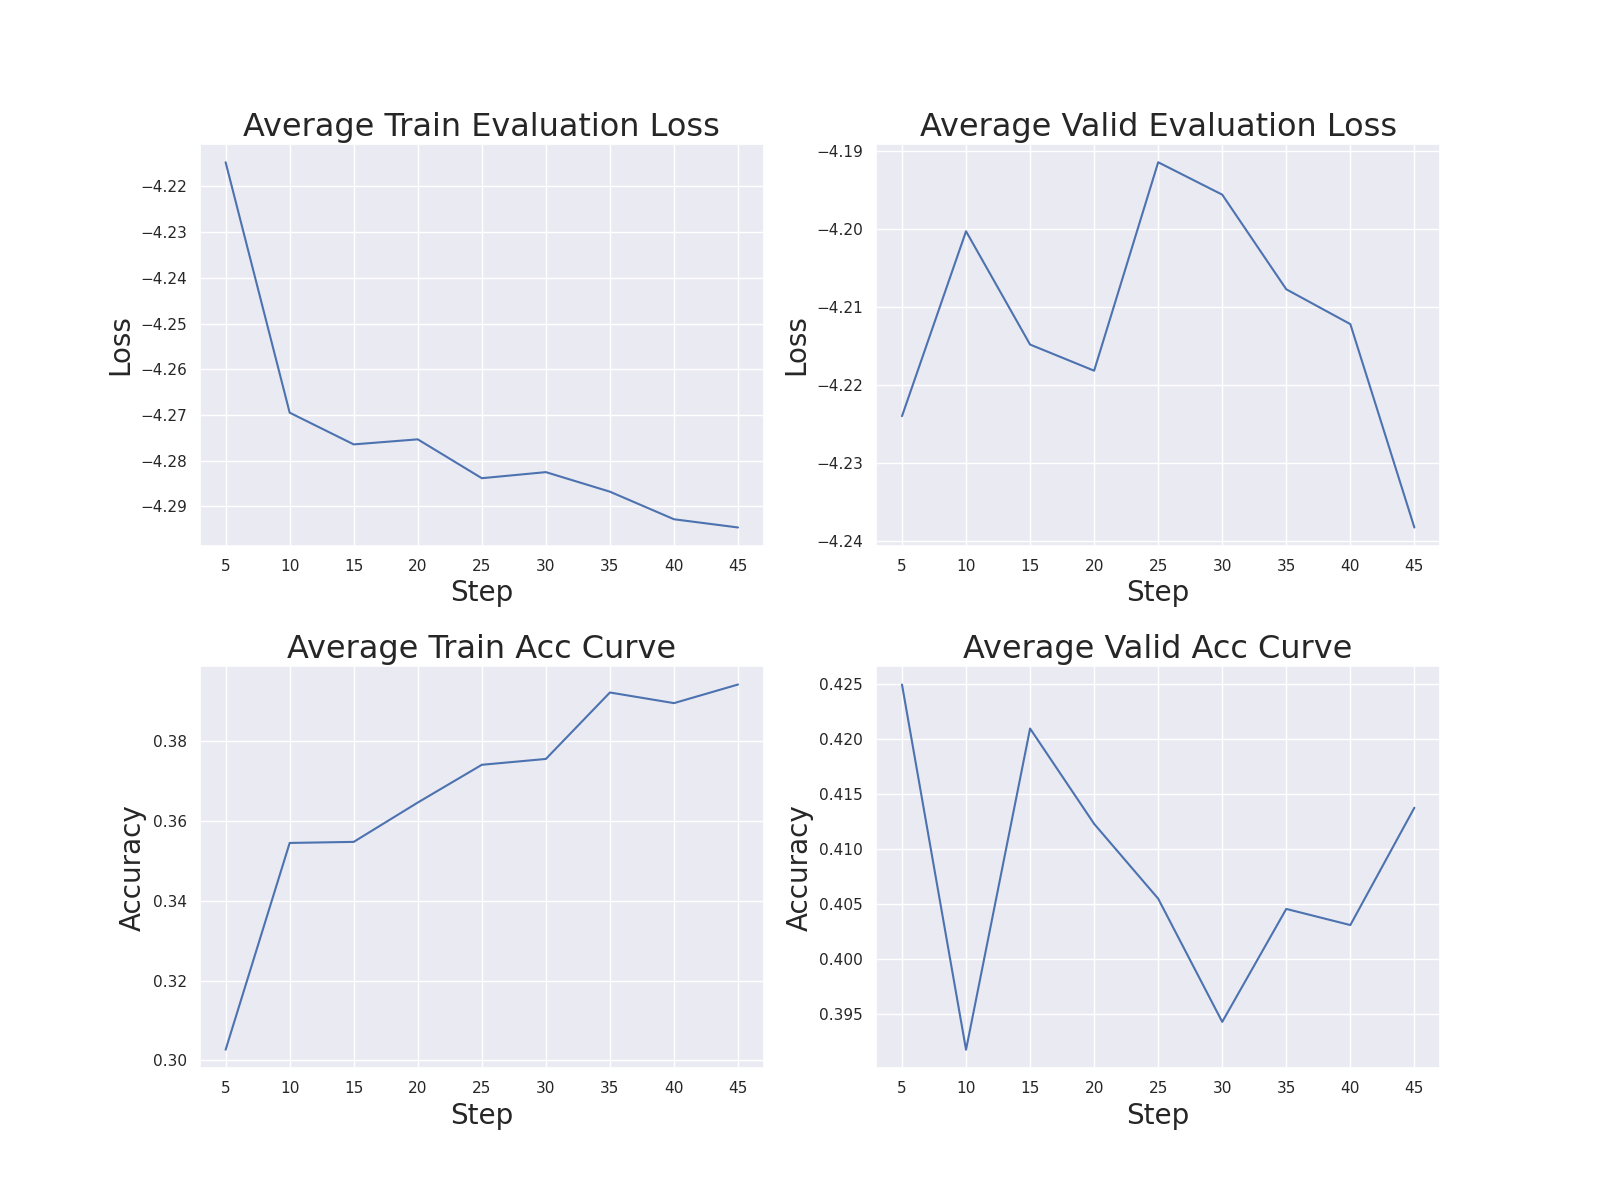 Average Train Evaluation Loss
−4.22
−4.23
−4.24
−4.25
−4.26
−4.27
−4.28
−4.29
Loss
5 10 15 20 25 30 35 40 45
Step
Average Valid Evaluation Loss
−4.19
−4.20
−4.21
−4.22
−4.23
−4.24
Loss
5 10 15 20 25 30 35 40 45
Step
Average Train Acc Curve
0.38
0.36
0.34
0.32
0.30
Accuracy
5 10 15 20 25 30 35 40 45
Step
Average Valid Acc Curve
0.425
0.420
0.415
0.410
0.405
0.400
0.395
Accuracy
5 10 15 20 25 30 35 40 45
Step